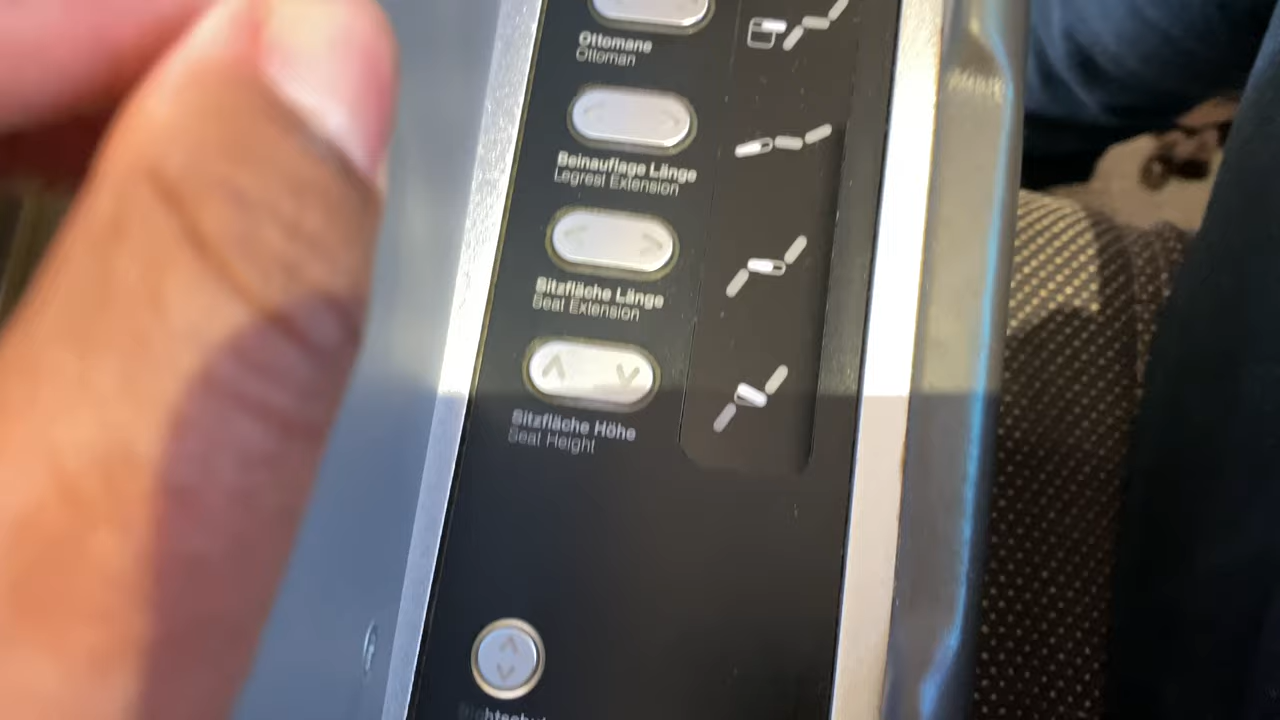 Ottomane
Ottoman
Beinauflage Länge
Legrest Extension
Sitzfläche Länge
Seat Extension
Sitzfläche Höhe
Seat Height